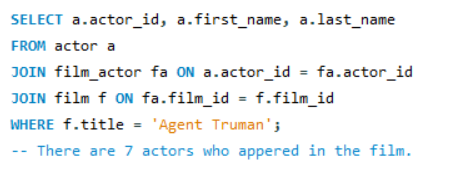 SELECT a.actor_id, a.first_name, a.last_name
FROM actor a
JOIN film_actor fa ON a.actor_id = fa.actor_id
JOIN film f ON fa.film_id = f.film_id
WHERE f.title = 'Agent Truman';
-- There are 7 actors who appered in the film.